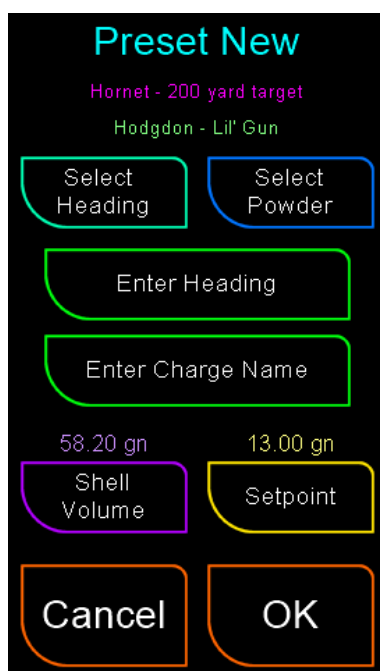 Preset New
Hornet - 200 yard target
Hodgdon - Lil' Gun
Select
Heading
Select
Powder
Enter Heading
Enter Charge Name
58.20 gn
13.00 gn
Shell
Volume
Setpoint
Cancel
OK